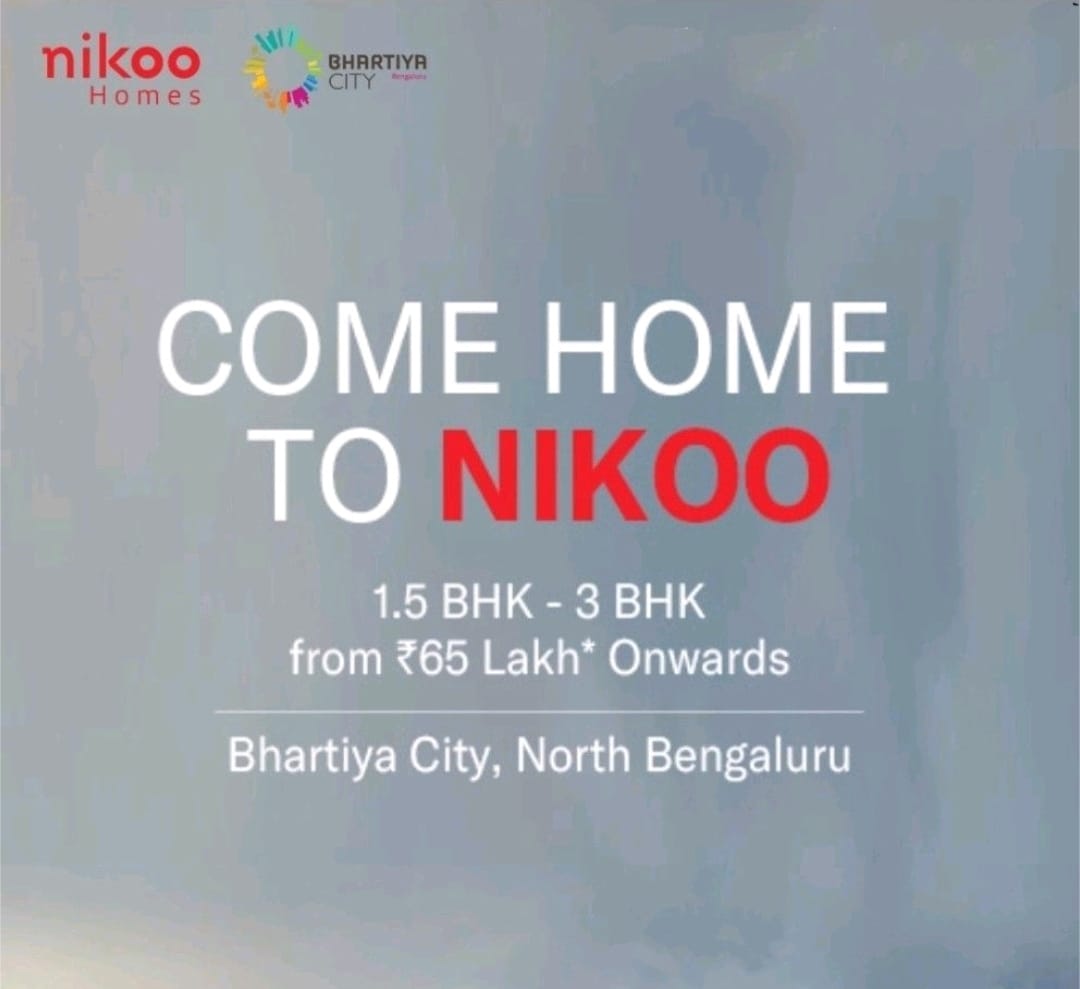 nikoo
Homes
BHARTIYA
CITY
Bengaluru
COME HOME
TO NIKOO
1.5 BHK - 3 BHK
from ₹65 Lakh* Onwards
Bhartiya City, North Bengaluru